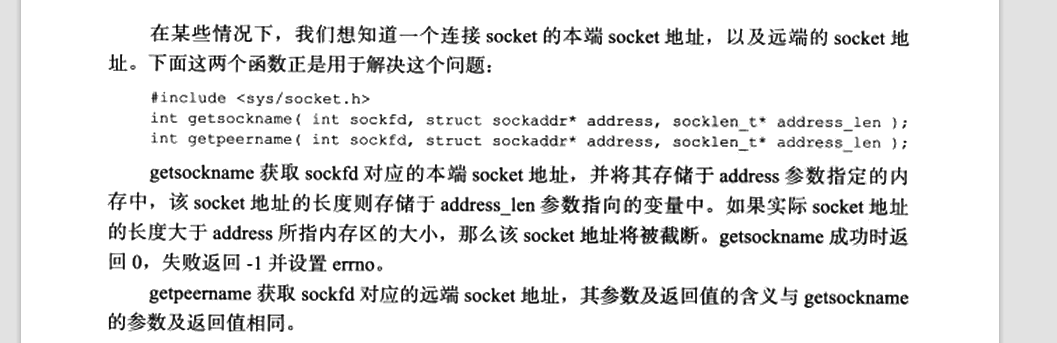 在某些情况下，我们想知道一个连接 socket 的本端 socket 地址，以及远端的 socket 地
址。下面这两个函数正是用于解决这个问题：
#include <sys/socket.h>
int getsockname( int sockfd, struct sockaddr* address, socklen_t* address_len );
int getpeername( int sockfd, struct sockaddr* address, socklen_t* address_len );
getsockname 获取 sockfd 对应的本端 socket 地址，并将其存储于 address 参数指定的内
存中，该 socket 地址的长度则存储于 address_len 参数指向的变量中。如果实际 socket 地址
的长度大于 address 所指内存区的大小，那么该 socket 地址将被截断。getsockname 成功时返
回 0，失败返回 -1 并设置 errno。
getpeername 获取 sockfd 对应的远端 socket 地址，其参数及返回值的含义与 getsockname
的参数及返回值相同。